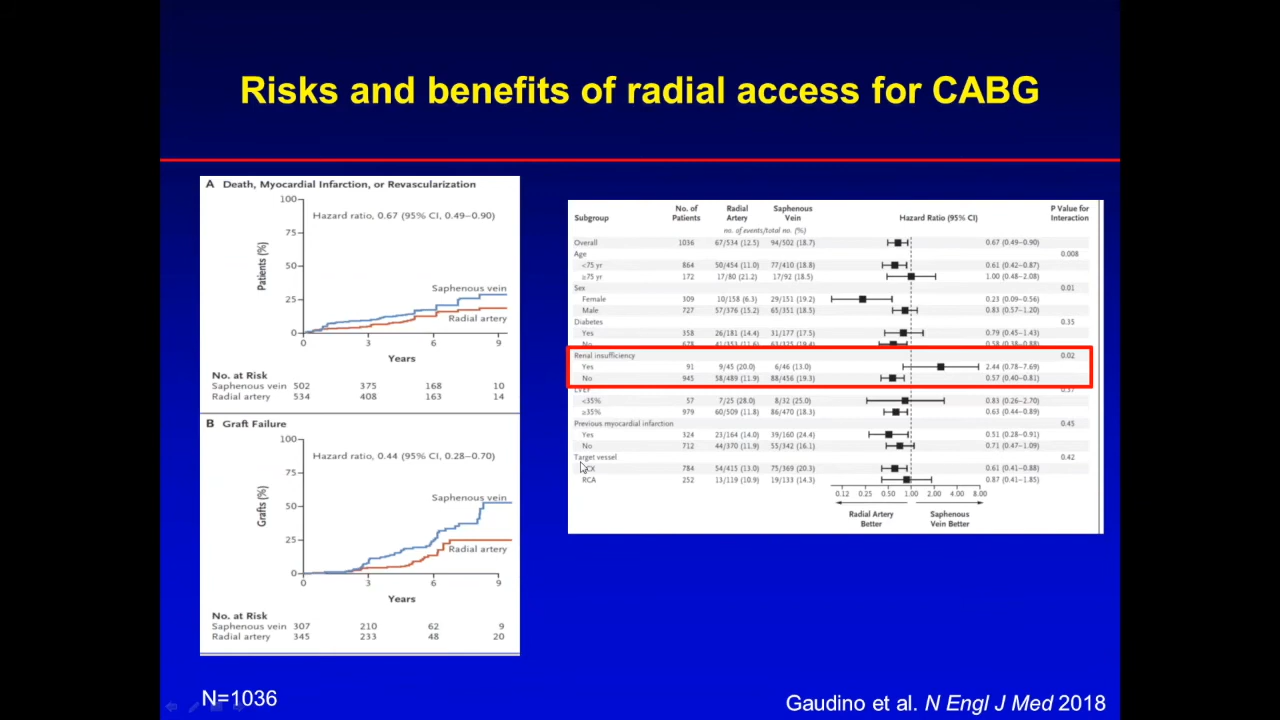 Risks and benefits of radial access for CABG
A Death, Myocardial Infarction, or Revascularization
100
75
50
25
0
Patients (%)
Hazard ratio, 0.67 (95% CI, 0.49–0.90)
Saphenous vein
Radial artery
0 3 6 9
Years
No. at Risk
Saphenous vein 502 375 168 10
Radial artery 534 408 163 14
B Graft Failure
100
75
50
25
0
Grafts (%)
Hazard ratio, 0.44 (95% CI, 0.28–0.70)
Saphenous vein
Radial artery
0 3 6 9
Years
No. at Risk
Saphenous vein 307 210 62 9
Radial artery 345 233 48 20
Subgroup No. of Patients Radial Artery Saphenous Vein Hazard Ratio (95% CI) P Value for Interaction
no. of events/total no. (%)
Overall 1036 67/534 (12.5) 94/502 (18.7) 0.67 (0.49–0.90)
Age 0.008
<75 yr 864 50/454 (11.0) 77/410 (18.8) 0.61 (0.42–0.87)
≥75 yr 172 17/80 (21.2) 17/92 (18.5) 1.00 (0.48–2.08)
Sex 0.01
Female 309 10/158 (6.3) 29/151 (19.2) 0.23 (0.09–0.56)
Male 727 57/376 (15.2) 65/351 (18.5) 0.83 (0.57–1.20)
Diabetes 0.35
Yes 358 26/181 (14.4) 31/177 (17.5) 0.79 (0.45–1.43)
No 678 41/353 (11.6) 63/325 (19.4) 0.58 (0.38–0.88)
Renal insufficiency 0.02
Yes 91 9/45 (20.0) 6/46 (13.0) 2.44 (0.78–7.69)
No 945 58/489 (11.9) 88/456 (19.3) 0.57 (0.40–0.81)
LVEF 0.37
<35% 57 7/25 (28.0) 8/32 (25.0) 0.83 (0.26–2.70)
≥35% 979 60/509 (11.8) 86/470 (18.3) 0.63 (0.44–0.89)
Previous myocardial infarction 0.45
Yes 324 23/164 (14.0) 39/160 (24.4) 0.51 (0.28–0.91)
No 712 44/370 (11.9) 55/342 (16.1) 0.71 (0.47–1.09)
Target vessel 0.42
784 54/415 (13.0) 75/369 (20.3) 0.61 (0.41–0.88)
RCA 252 13/119 (10.9) 19/133 (14.3) 0.87 (0.41–1.85)
0.12 0.25 0.50 1.00 2.00 4.00 8.00
Radial Artery Better Saphenous Vein Better
N=1036
Gaudino et al. N Engl J Med 2018